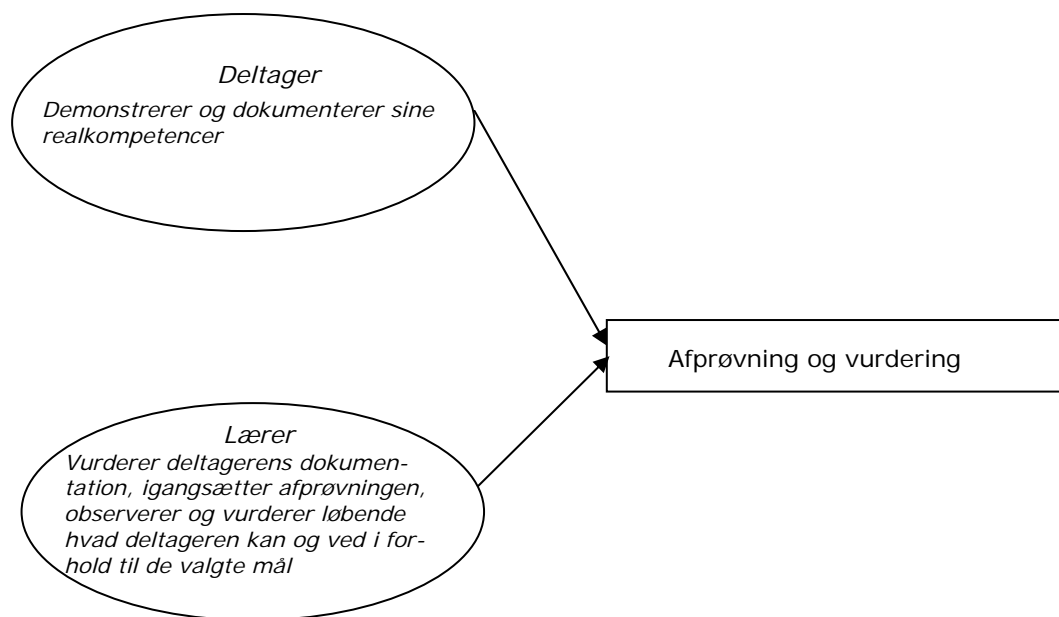 Deltager
Demonstrerer og dokumenterer sine
realkompetencer
Afprøvning og vurdering
Lærer
Vurderer deltagerens dokumen-
tation, igangsætter afprøvningen,
observerer og vurderer løbende
hvad deltageren kan og ved i for-
hold til de valgte mål